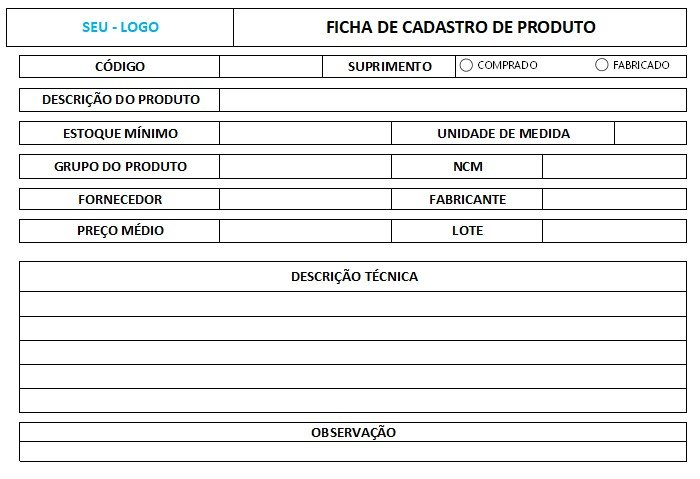 SEU - LOGO FICHA DE CADASTRO DE PRODUTO
CÓDIGO SUPRIMENTO COMPRADO FABRICADO
DESCRIÇÃO DO PRODUTO
ESTOQUE MÍNIMO UNIDADE DE MEDIDA
GRUPO DO PRODUTO NCM
FORNECEDOR FABRICANTE
PREÇO MÉDIO LOTE
DESCRIÇÃO TÉCNICA
OBSERVAÇÃO